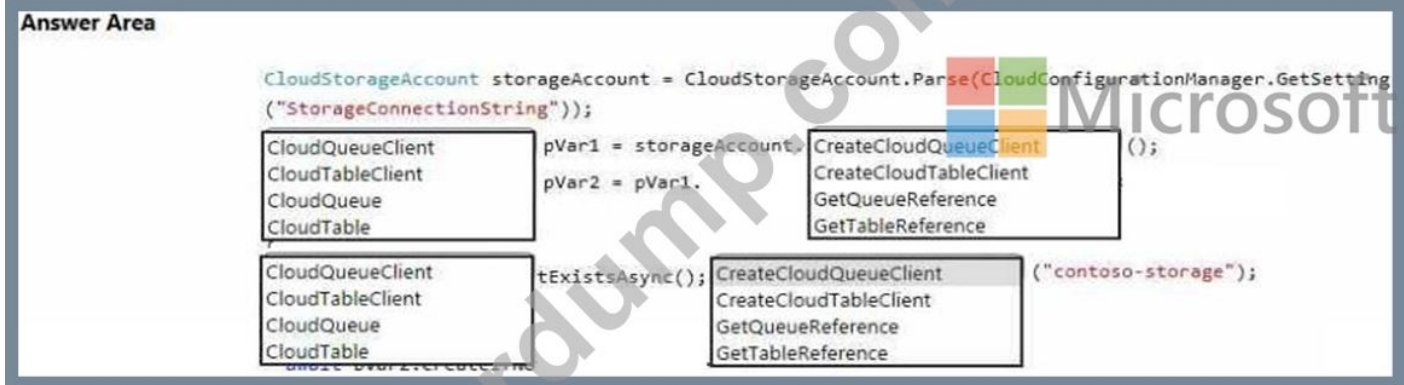 Answer Area
CloudStorageAccount storageAccount = CloudStorageAccount.Parse(CloudConfigurationManager.GetSetting
("StorageConnectionString"));
Microsoft
CloudQueueClient
CloudTableClient
CloudQueue
CloudTable
pVar1 = storageAccount.
pVar2 = pVar1.
CreateCloudQueueClient
CreateCloudTableClient
GetQueueReference
GetTableReference
();
CloudQueueClient
CloudTableClient
CloudQueue
CloudTable
tExistsAsync();
CreateCloudQueueClient
CreateCloudTableClient
GetQueueReference
GetTableReference
("contoso-storage");